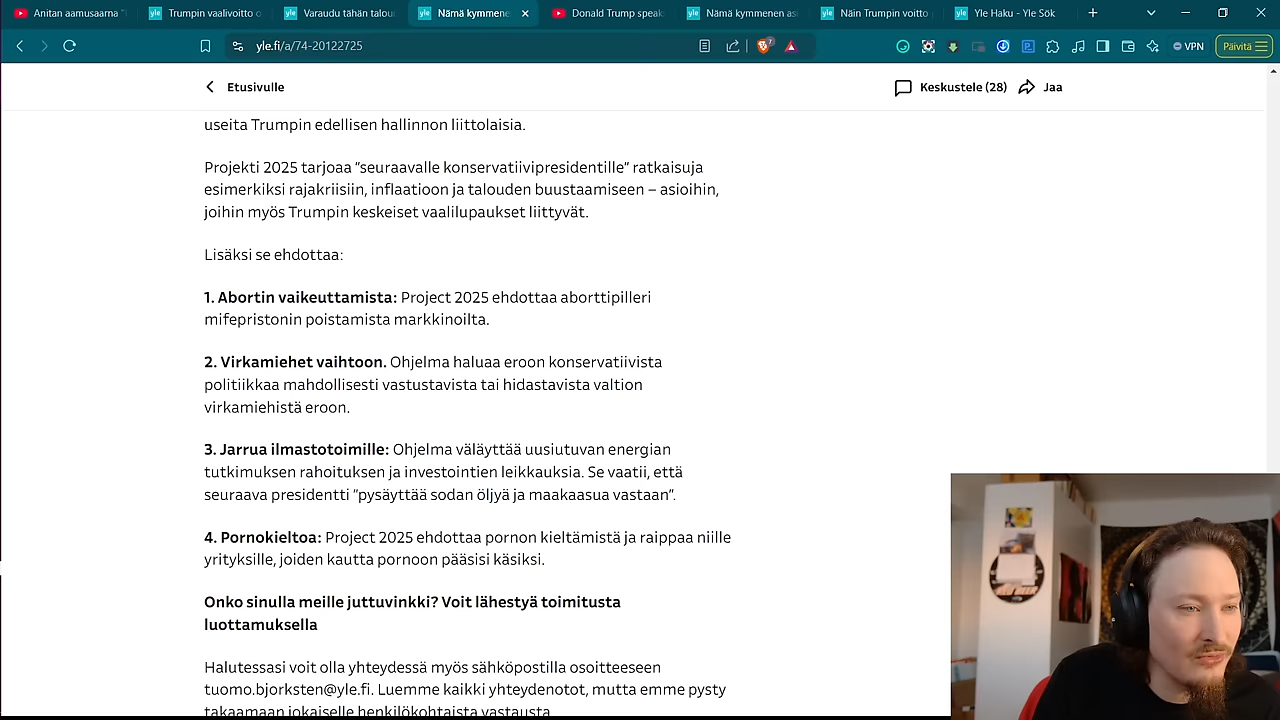 Anitan aamusaarna "
Trumpin vaalivoitto o
Varaudu tähän talou
Nämä kymmene
Donald Trump speak
Nämä kymmenen asi
Näin Trumpin voitto
Yle Haku - Yle Sök
yle.fi/a/74-20122725
7
VPN
Päivitä
Etusivulle
Keskustele (28)
Jaa
useita Trumpin edellisen hallinnon liittolaisia.
Projekti 2025 tarjoaa ”seuraavalle konservatiivipresidentille” ratkaisuja
esimerkiksi rajakriisiin, inflaatioon ja talouden buustaamiseen – asioihin,
joihin myös Trumpin keskeiset vaalilupaukset liittyvät.
Lisäksi se ehdottaa:
1. Abortin vaikeuttamista: Project 2025 ehdottaa aborttipilleri
mifepristonin poistamista markkinoilta.
2. Virkamiehet vaihtoon. Ohjelma haluaa eroon konservatiivista
politiikkaa mahdollisesti vastustavista tai hidastavista valtion
virkamiehistä eroon.
3. Jarrua ilmastotoimille: Ohjelma väläyttää uusiutuvan energian
tutkimuksen rahoituksen ja investointien leikkauksia. Se vaatii, että
seuraava presidentti ”pysäyttää sodan öljyä ja maakaasua vastaan”.
4. Pornokieltoa: Project 2025 ehdottaa pornon kieltämistä ja raippaa niille
yrityksille, joiden kautta pornoon pääsisi käsiksi.
Onko sinulla meille juttuvinkki? Voit lähestyä toimitusta
luottamuksella
Halutessasi voit olla yhteydessä myös sähköpostilla osoitteeseen
tuomo.bjorksten@yle.fi. Luemme kaikki yhteydenotot, mutta emme pysty
takaamaan jokaiselle henkilökohtaista vastausta.